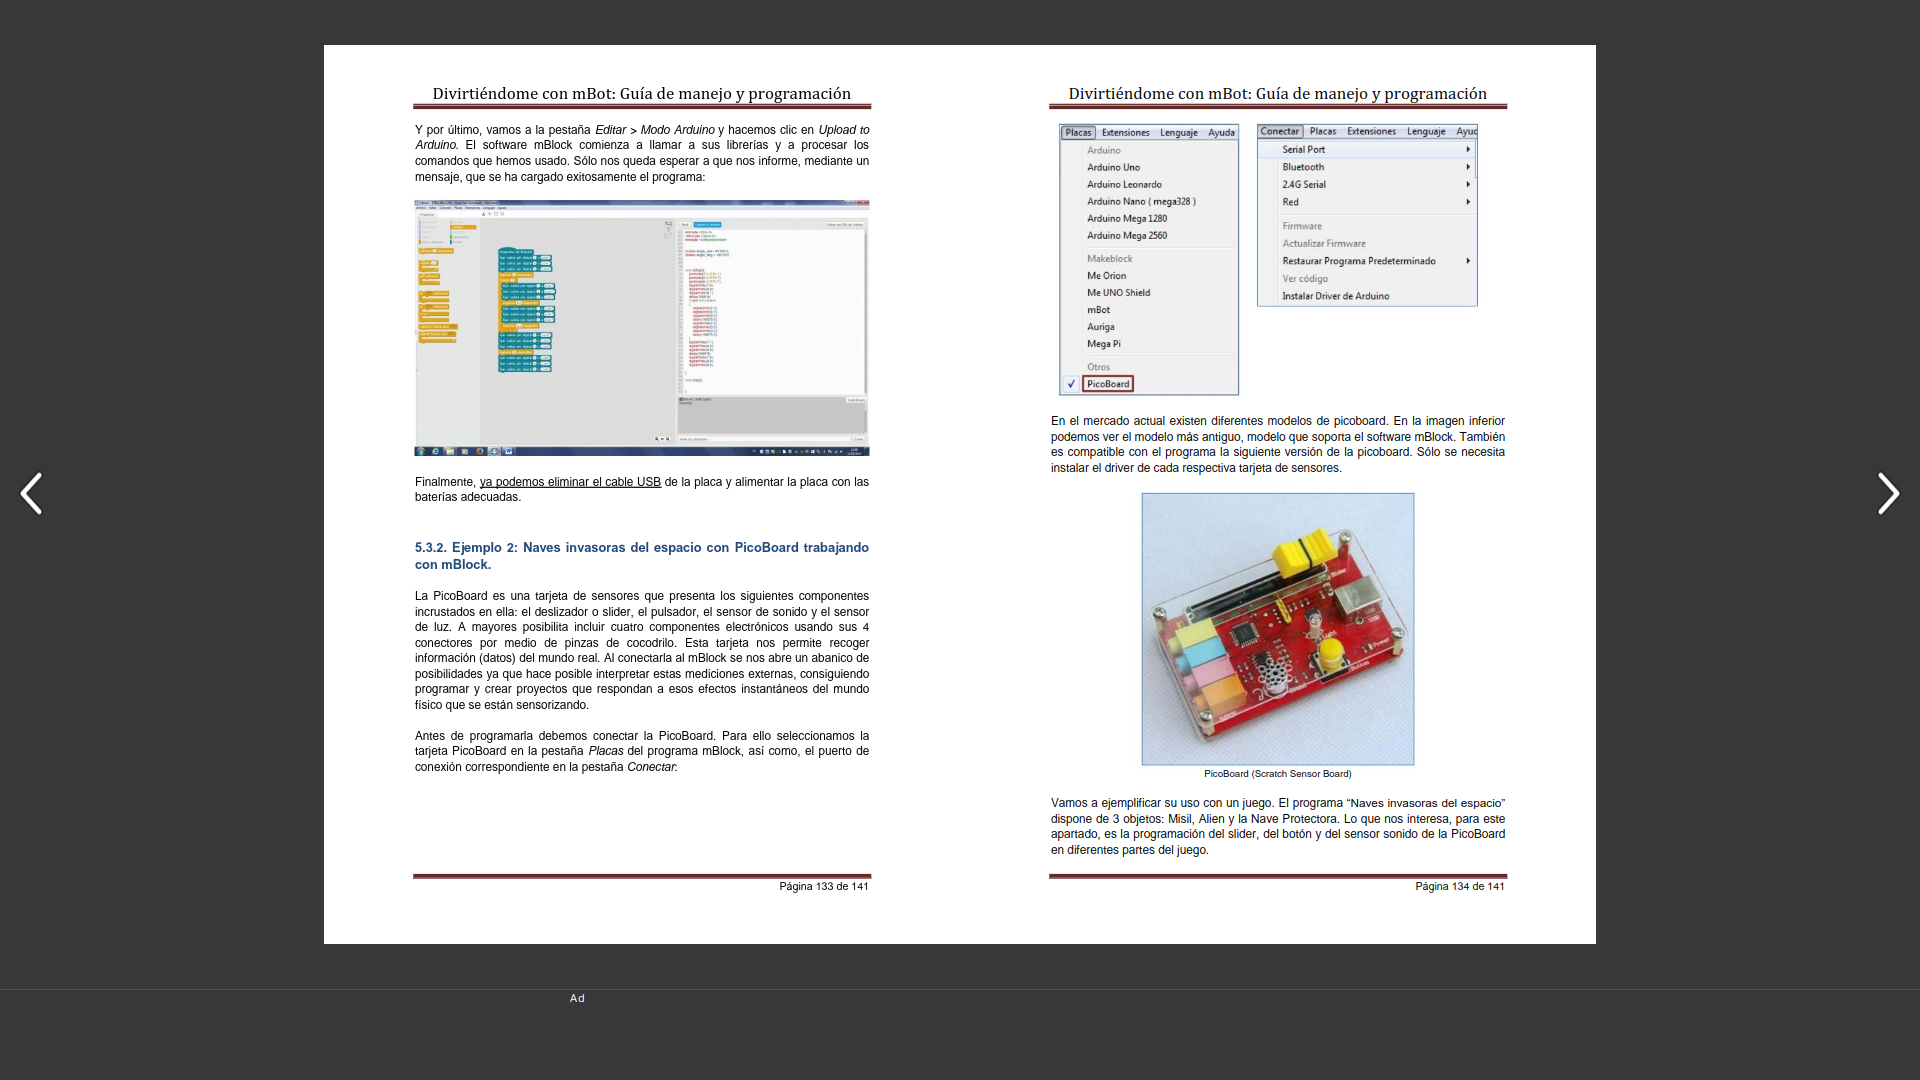 Divirtiéndome con mBot: Guía de manejo y programación
Y por último, vamos a la pestaña Editar > Modo Arduino y hacemos clic en Upload to
Arduino. El software mBlock comienza a llamar a sus librerías y a procesar los
comandos que hemos usado. Sólo nos queda esperar a que nos informe, mediante un
mensaje, que se ha cargado exitosamente el programa:
Finalmente, ya podemos eliminar el cable USB de la placa y alimentar la placa con las
baterías adecuadas.
5.3.2. Ejemplo 2: Naves invasoras del espacio con PicoBoard trabajando
con mBlock.
La PicoBoard es una tarjeta de sensores que presenta los siguientes componentes
incrustados en ella: el deslizador o slider, el pulsador, el sensor de sonido y el sensor
de luz. A mayores posibilita incluir cuatro componentes electrónicos usando sus 4
conectores por medio de pinzas de cocodrilo. Esta tarjeta nos permite recoger
información (datos) del mundo real. Al conectarla al mBlock se nos abre un abanico de
posibilidades ya que hace posible interpretar estas mediciones externas, consiguiendo
programar y crear proyectos que respondan a esos efectos instantáneos del mundo
físico que se están sensorizando.
Antes de programarla debemos conectar la PicoBoard. Para ello seleccionamos la
tarjeta PicoBoard en la pestaña Placas del programa mBlock, así como, el puerto de
conexión correspondiente en la pestaña Conectar:
Página 133 de 141
Divirtiéndome con mBot: Guía de manejo y programación
Placas Extensiones Lenguaje Ayuda
Arduino
Arduino Uno
Arduino Leonardo
Arduino Nano ( mega328 )
Arduino Mega 1280
Arduino Mega 2560
Makeblock
Me Orion
Me UNO Shield
mBot
Auriga
Mega Pi
Otros
PicoBoard
Conectar Placas Extensiones Lenguaje Ayuc
Serial Port
Bluetooth
2.4G Serial
Red
Firmware
Actualizar Firmware
Restaurar Programa Predeterminado
Ver código
Instalar Driver de Arduino
En el mercado actual existen diferentes modelos de picoboard. En la imagen inferior
podemos ver el modelo más antiguo, modelo que soporta el software mBlock. También
es compatible con el programa la siguiente versión de la picoboard. Sólo se necesita
instalar el driver de cada respectiva tarjeta de sensores.
Slider
USB
Light
Power
Button
Sound
PicoBoard (Scratch Sensor Board)
Vamos a ejemplificar su uso con un juego. El programa “Naves invasoras del espacio”
dispone de 3 objetos: Misil, Alien y la Nave Protectora. Lo que nos interesa, para este
apartado, es la programación del slider, del botón y del sensor sonido de la PicoBoard
en diferentes partes del juego.
Página 134 de 141
Ad